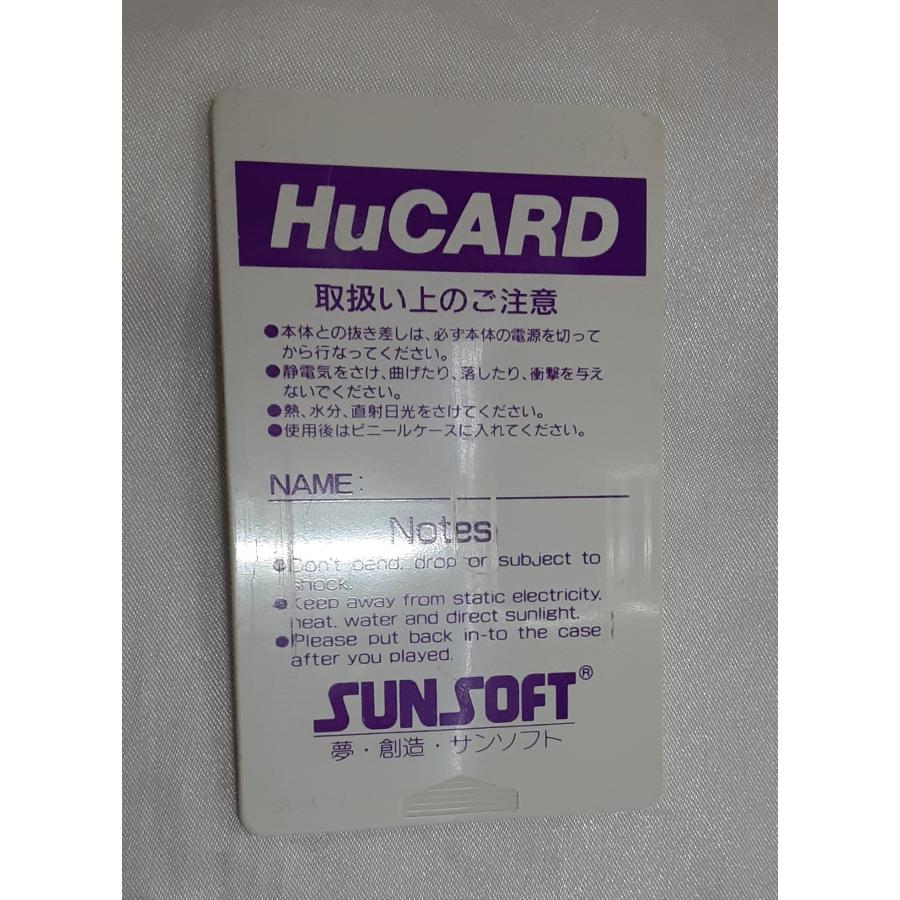 HuCARD
取扱い上のご注意
●本体との抜き差しは、必ず本体の電源を切って
から行なってください。
●静電気をさけ、曲げたり、落したり、衝撃を与え
ないでください。
●熱、水分、直射日光をさけてください。
●使用後はビニールケースに入れてください。
NAME:
Notes
●Don't bend, drop or subject to
shock.
●Keep away from static electricity,
heat, water and direct sunlight.
●Please put back in-to the case
after you played.
SUNSOFT®
夢・創造・サンソフト